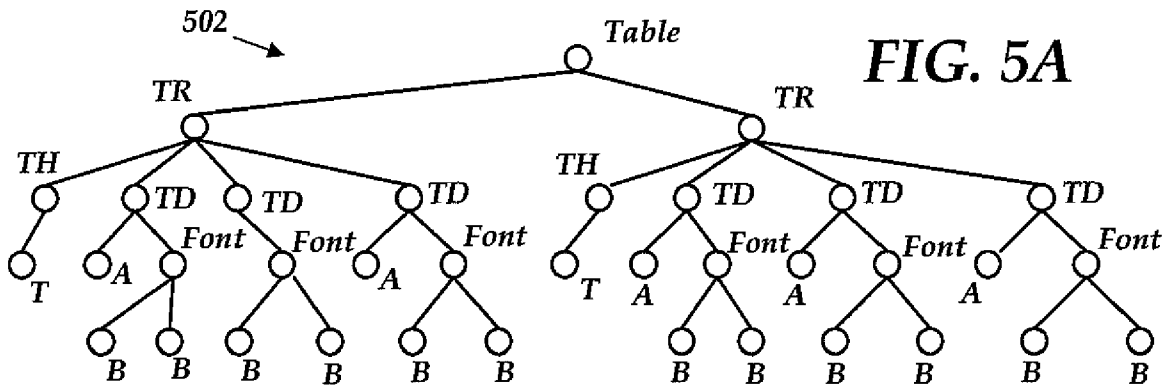 502
Table
FIG. 5A
TR TR
TH TD TD TD TH TD TD TD
Font Font Font Font Font Font
T A A T A A A
B B B B B B B B B B B B